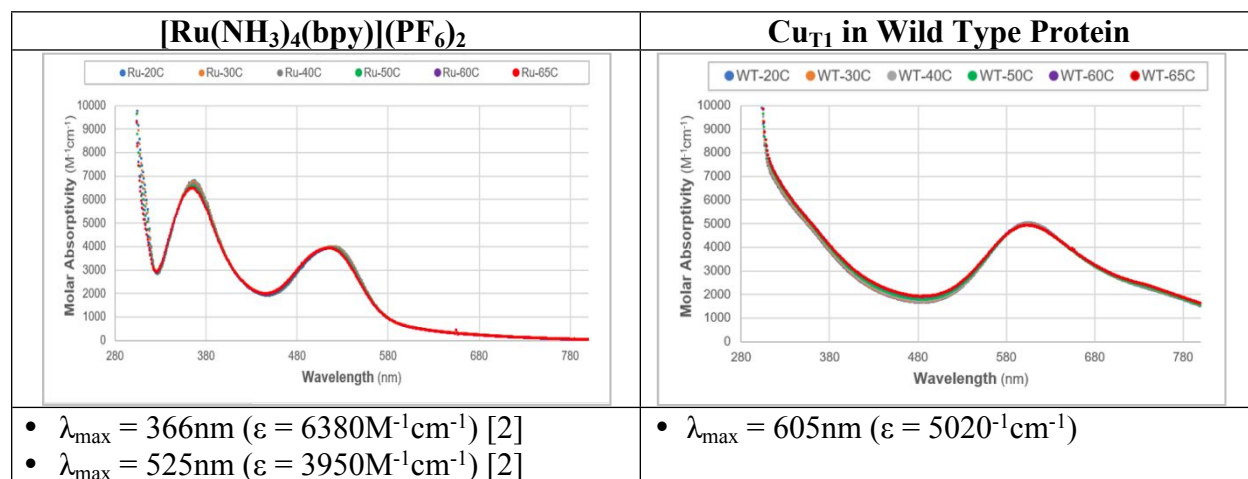 [Ru(NH3)4(bpy)](PF6)2
CuT1 in Wild Type Protein
Ru-20C Ru-30C Ru-40C Ru-50C Ru-60C Ru-65C
10000
9000
8000
7000
6000
5000
4000
3000
2000
1000
0
Molar Absorptivity (M-1cm-1)
280 380 480 580 680 780
Wavelength (nm)
WT-20C WT-30C WT-40C WT-50C WT-60C WT-65C
10000
9000
8000
7000
6000
5000
4000
3000
2000
1000
0
Molar Absorptivity (M-1cm-1)
280 380 480 580 680 780
Wavelength (nm)
• λmax = 366nm (ε = 6380M-1cm-1) [2]
• λmax = 525nm (ε = 3950M-1cm-1) [2]
• λmax = 605nm (ε = 5020-1cm-1)